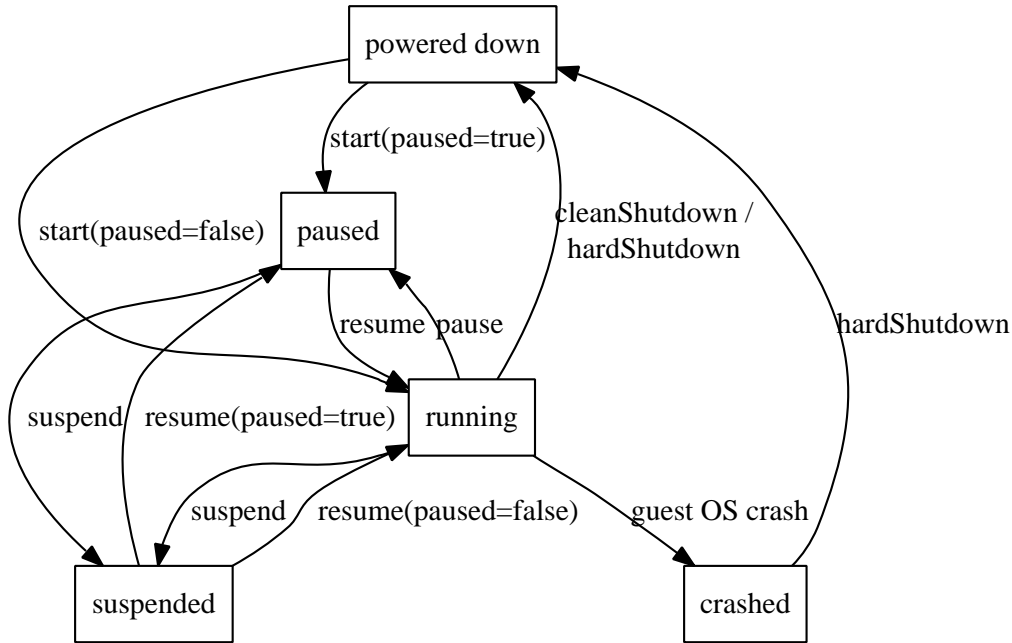 powered down
start(paused=true)
cleanShutdown /
hardShutdown
start(paused=false)
paused
resume
pause
hardShutdown
suspend
resume(paused=true)
running
suspend
resume(paused=false)
guest OS crash
suspended
crashed